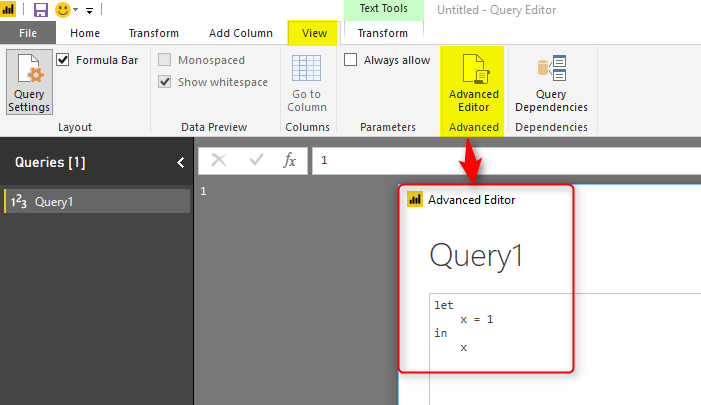 Text Tools
Untitled - Query Editor
File Home Transform Add Column View Transform
Query Settings
Formula Bar
Layout
Monospaced
Show whitespace
Data Preview
Go to Column
Columns
Always allow
Parameters
Advanced Editor
Advanced
Query Dependencies
Dependencies
Queries [1]
fx
1
1²3 Query1
1
Advanced Editor
Query1
let
x = 1
in
x